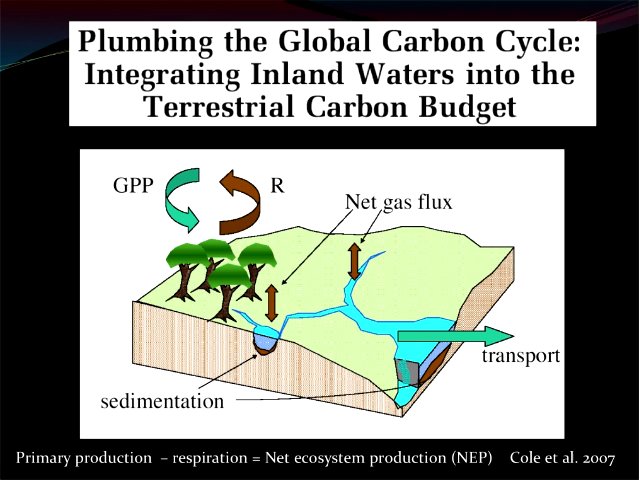 Plumbing the Global Carbon Cycle:
Integrating Inland Waters into the
Terrestrial Carbon Budget
GPP
R
Net gas flux
transport
sedimentation
Primary production – respiration = Net ecosystem production (NEP) Cole et al. 2007